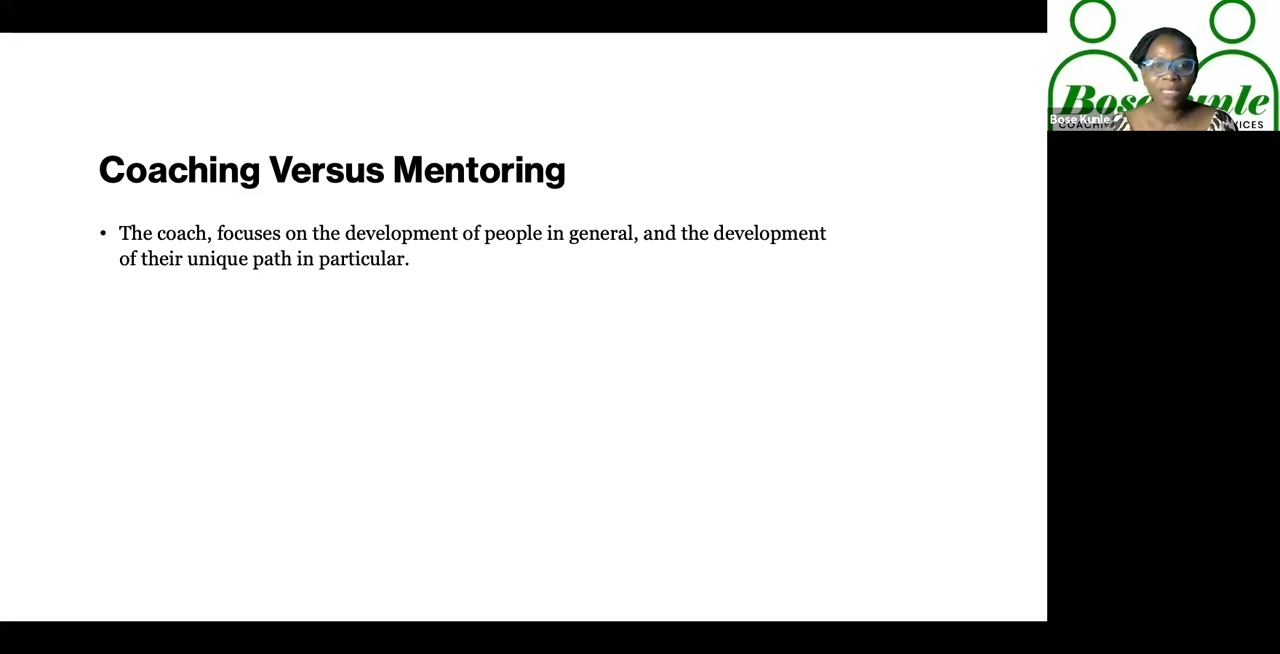 Coaching Versus Mentoring
• The coach, focuses on the development of people in general, and the development
of their unique path in particular.
Bose Kunle